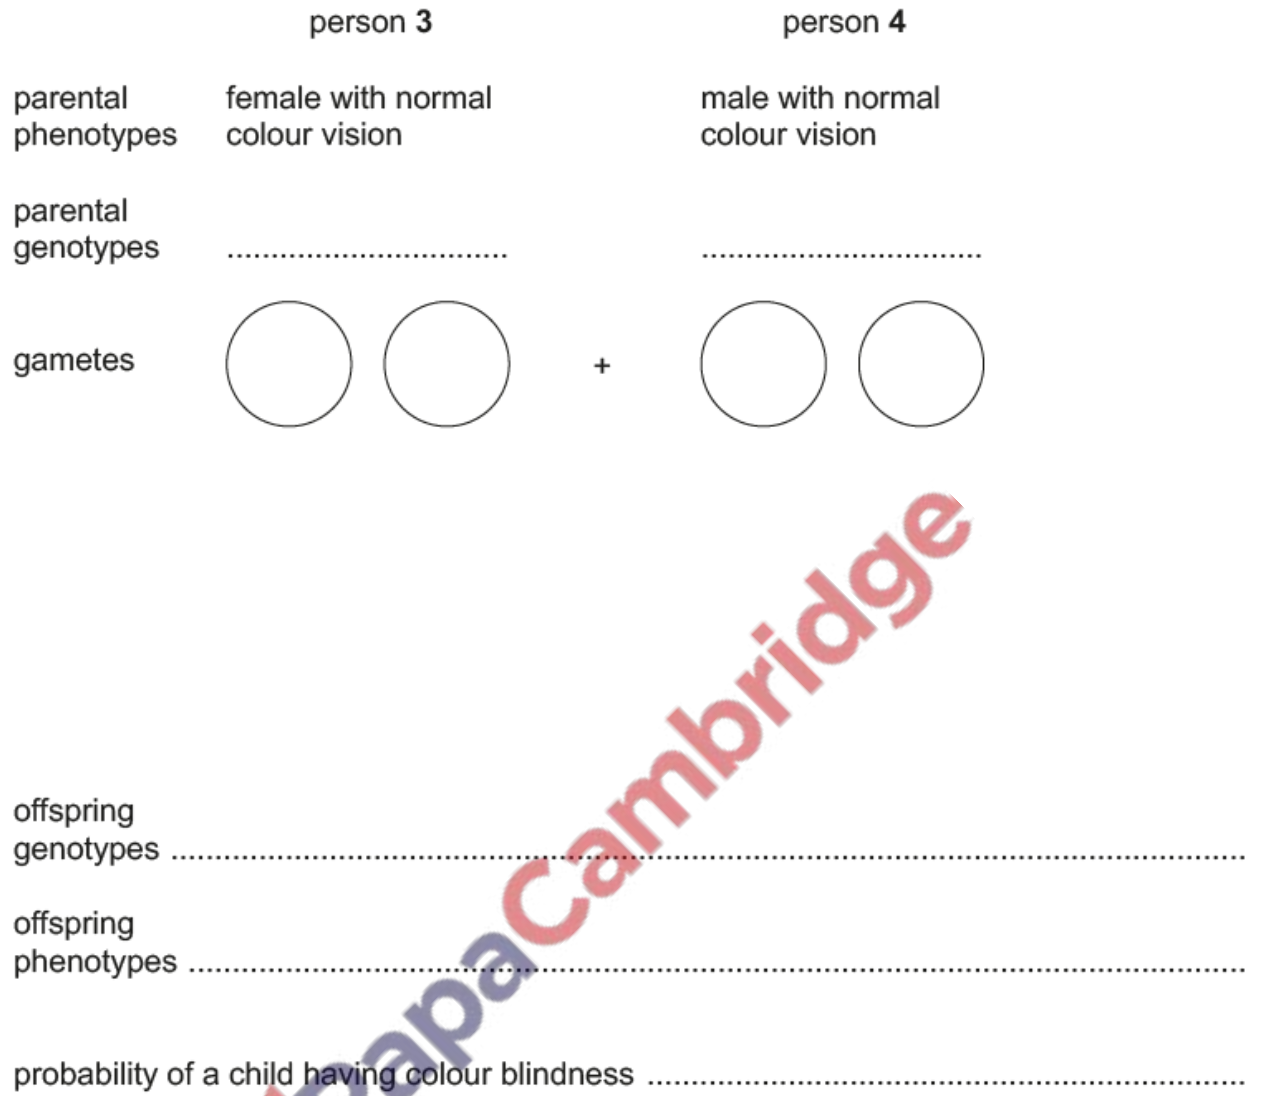 person 3 person 4
parental female with normal male with normal
phenotypes colour vision colour vision
parental
genotypes ................................ ................................
gametes +
offspring
genotypes ..........................................................................................................................
offspring
phenotypes ........................................................................................................................
probability of a child having colour blindness ....................................................................
PapaCambridge